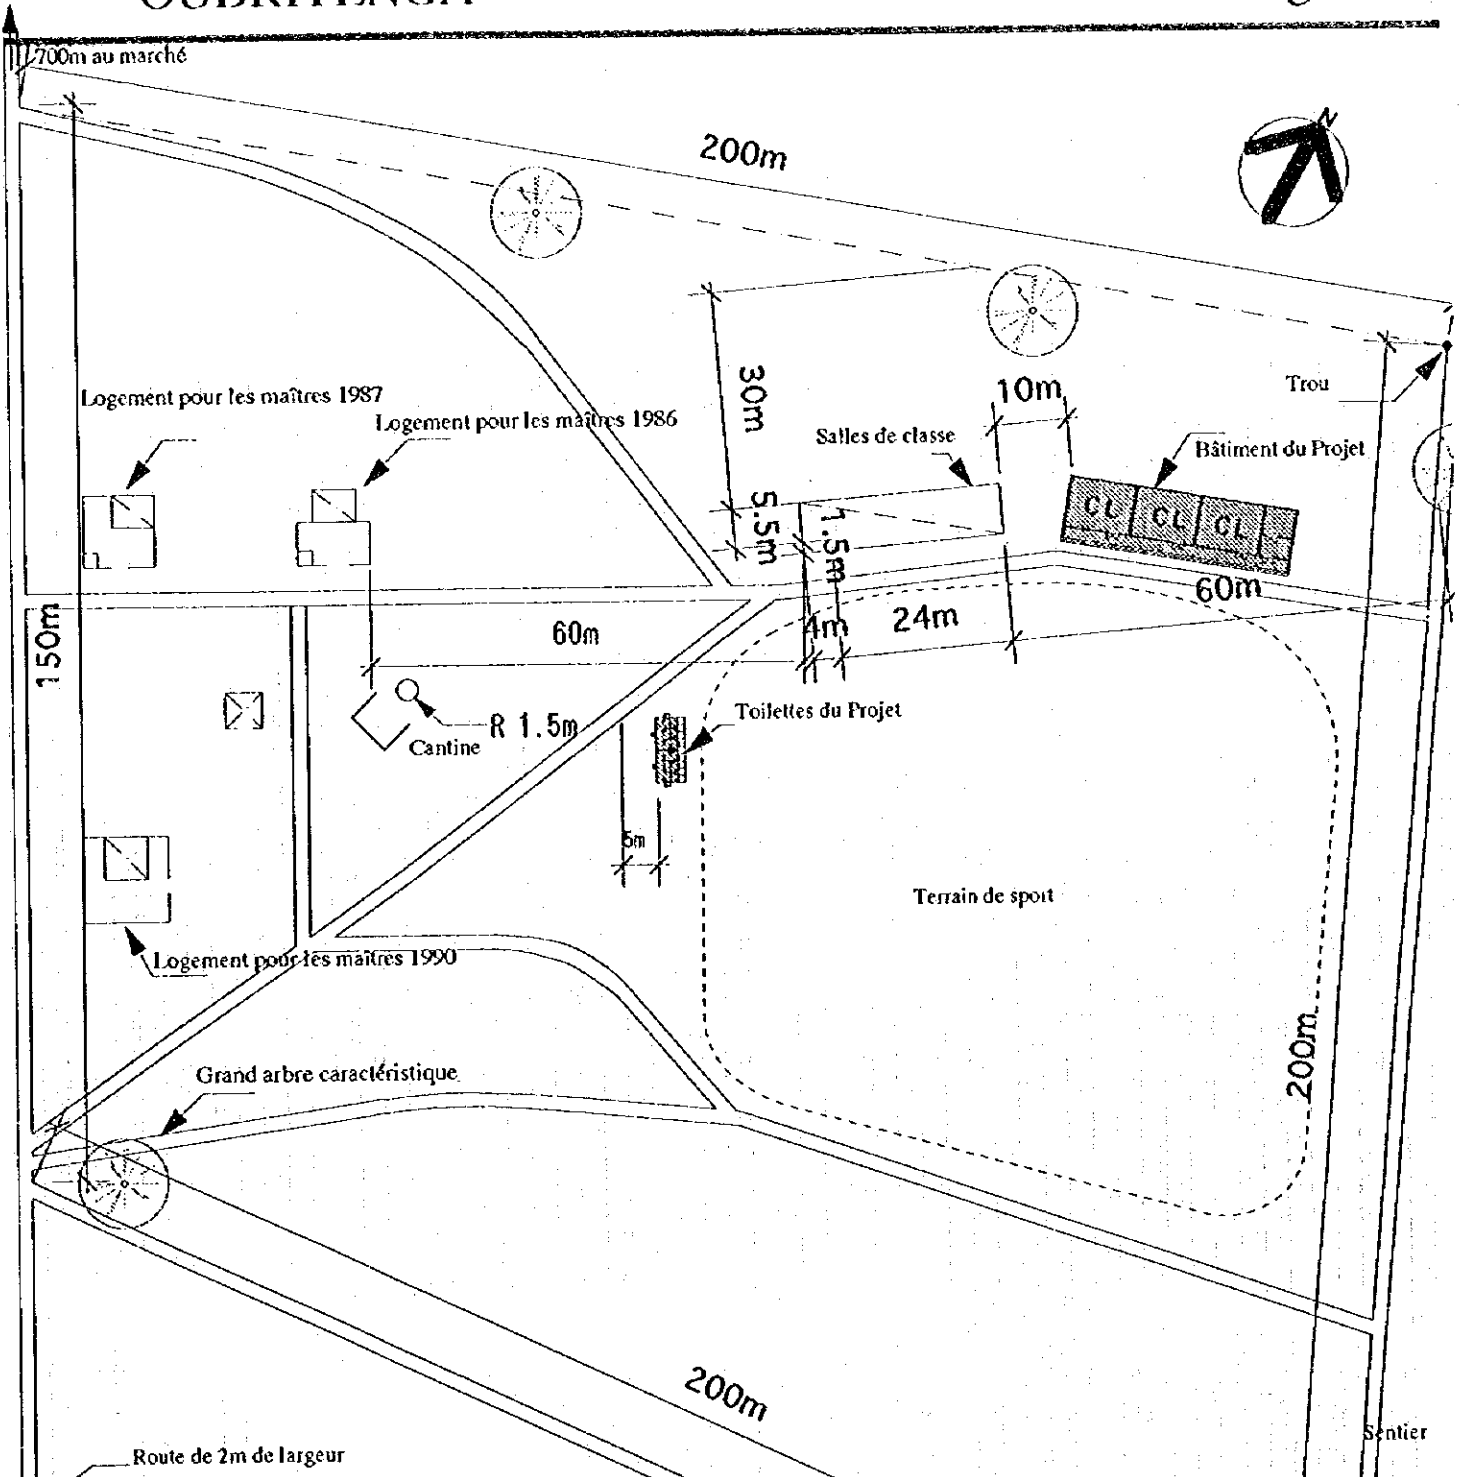 OUBRITENGA
700m au marché
N
200m
Logement pour les maîtres 1987
Logement pour les maîtres 1986
30m
10m
Trou
Salles de classe
Bâtiment du Projet
CL CL CL
5.5m
1.5m
60m
150m
60m
4m
24m
R 1.5m
Cantine
Toilettes du Projet
5m
Terrain de sport
Logement pour les maîtres 1990
200m
Grand arbre caractéristique
200m
Sentier
Route de 2m de largeur